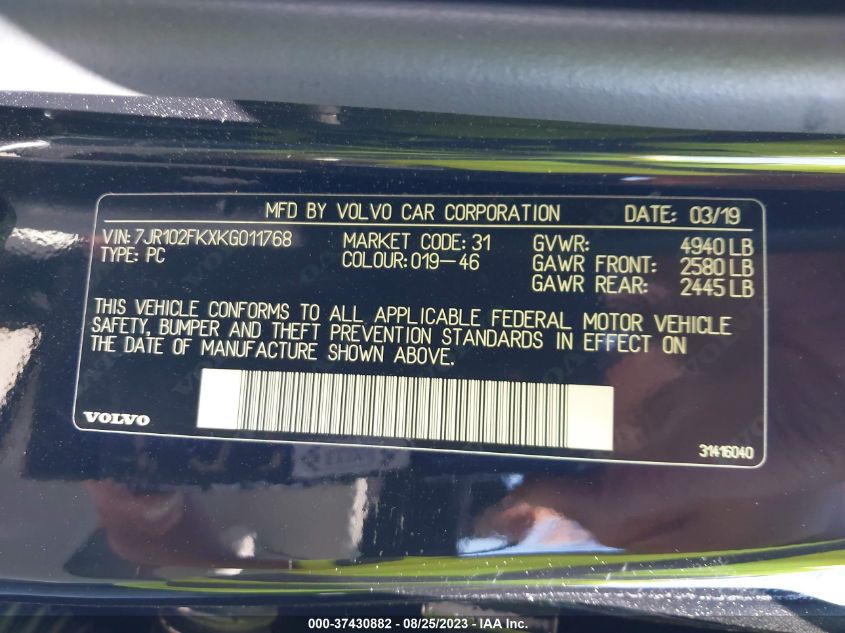 MFD BY VOLVO CAR CORPORATION DATE: 03/19
VIN: 7JR102FKXKG011768 MARKET CODE: 31 GVWR: 4940 LB
TYPE: PC COLOUR: 019-46 GAWR FRONT: 2580 LB
GAWR REAR: 2445 LB
THIS VEHICLE CONFORMS TO ALL APPLICABLE FEDERAL MOTOR VEHICLE
SAFETY, BUMPER AND THEFT PREVENTION STANDARDS IN EFFECT ON
THE DATE OF MANUFACTURE SHOWN ABOVE.
VOLVO 31416040
000-37430882 - 08/25/2023 - IAA Inc.